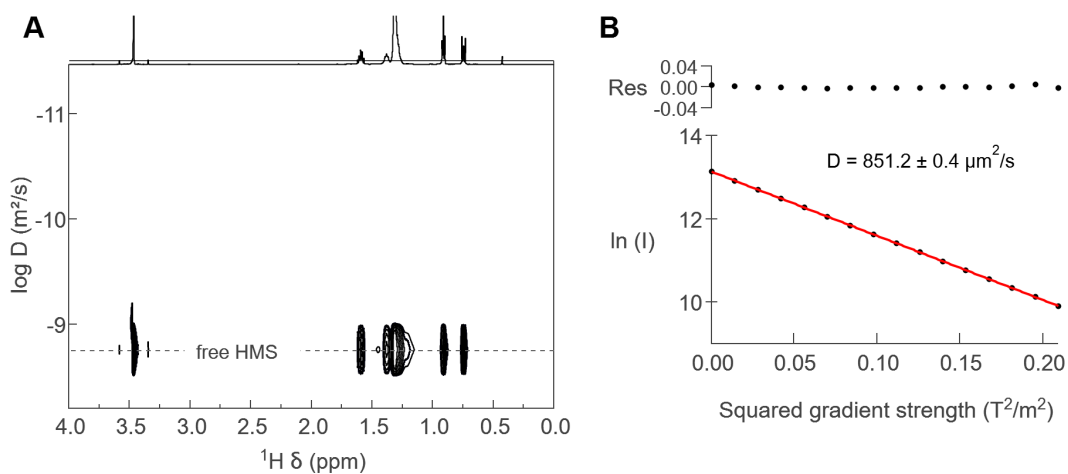 A
log D (m²/s)
-11
-10
-9
free HMS
4.0 3.5 3.0 2.5 2.0 1.5 1.0 0.5 0.0
¹H δ (ppm)
B
Res
0.04
0.00
-0.04
14
12
10
ln (I)
D = 851.2 ± 0.4 µm²/s
0.00 0.05 0.10 0.15 0.20
Squared gradient strength (T²/m²)